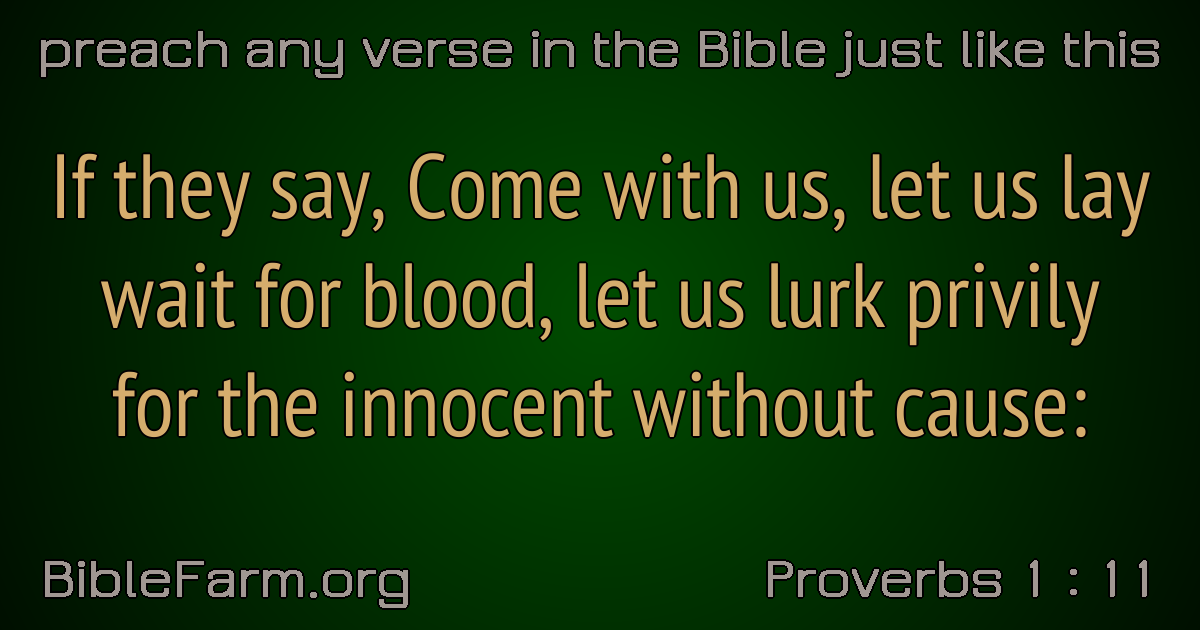 preach any verse in the Bible just like this
If they say, Come with us, let us lay
wait for blood, let us lurk privily
for the innocent without cause:
BibleFarm.org
Proverbs 1 : 11